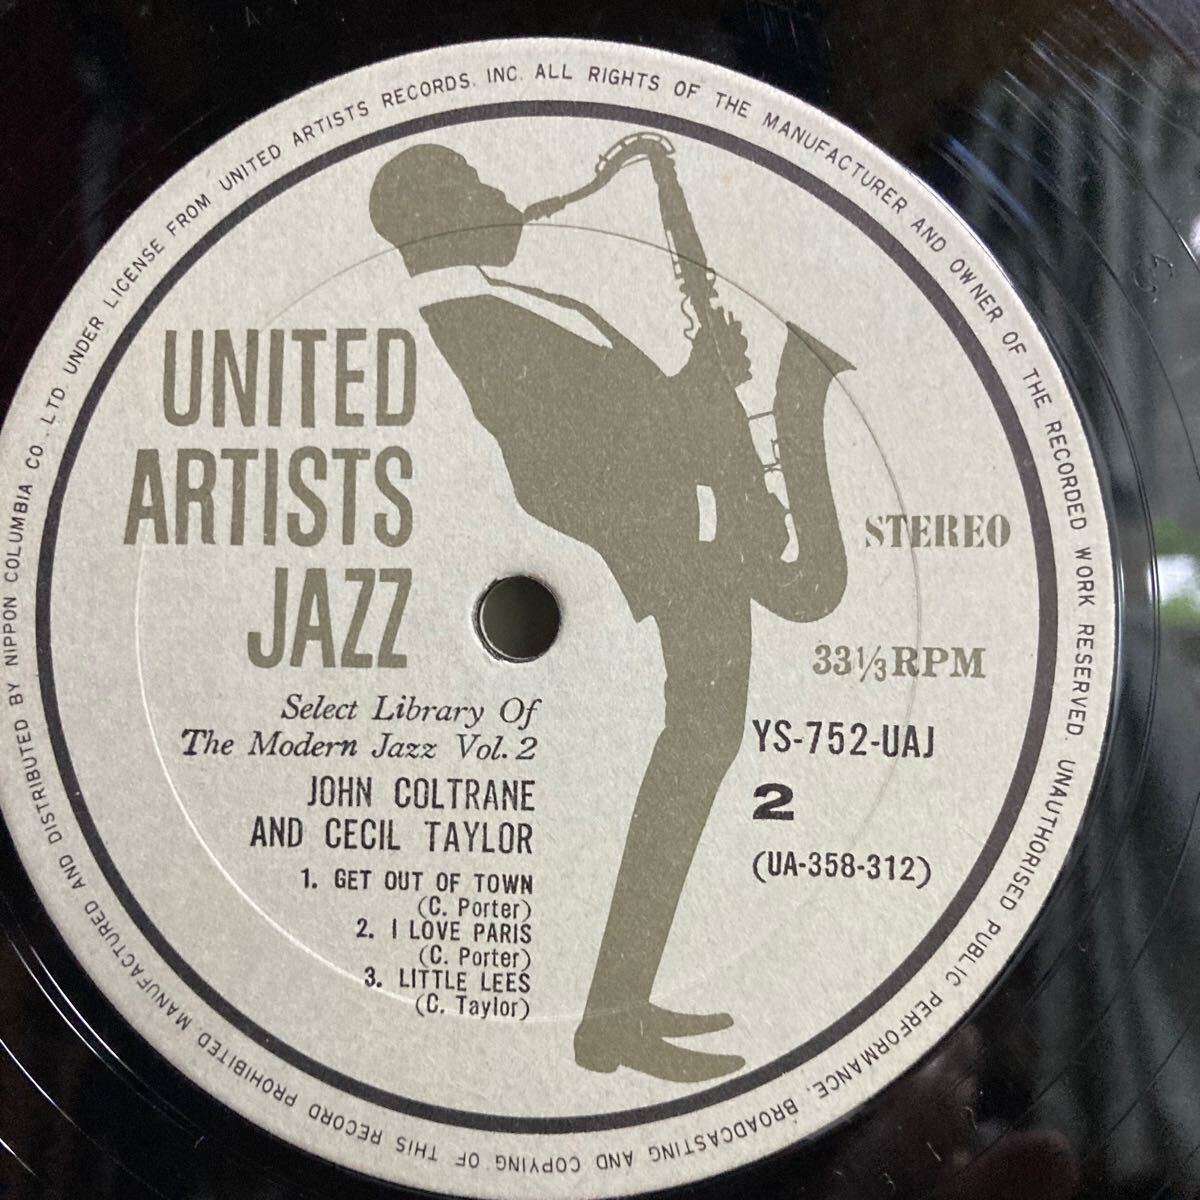 MANUFACTURED AND DISTRIBUTED BY NIPPON COLUMBIA CO., LTD. UNDER LICENSE FROM UNITED ARTISTS RECORDS. INC. ALL RIGHTS OF THE MANUFACTURER AND OWNER OF THE RECORDED WORK RESERVED. UNAUTHORISED PUBLIC PERFORMANCE, BROADCASTING AND COPYING OF THIS RECORD PROHIBITED
UNITED
ARTISTS
JAZZ
STEREO
33⅓RPM
Select Library Of
The Modern Jazz Vol. 2
JOHN COLTRANE
AND CECIL TAYLOR
1. GET OUT OF TOWN
(C. Porter)
2. I LOVE PARIS
(C. Porter)
3. LITTLE LEES
(C. Taylor)
YS-752-UAJ
2
(UA-358-312)